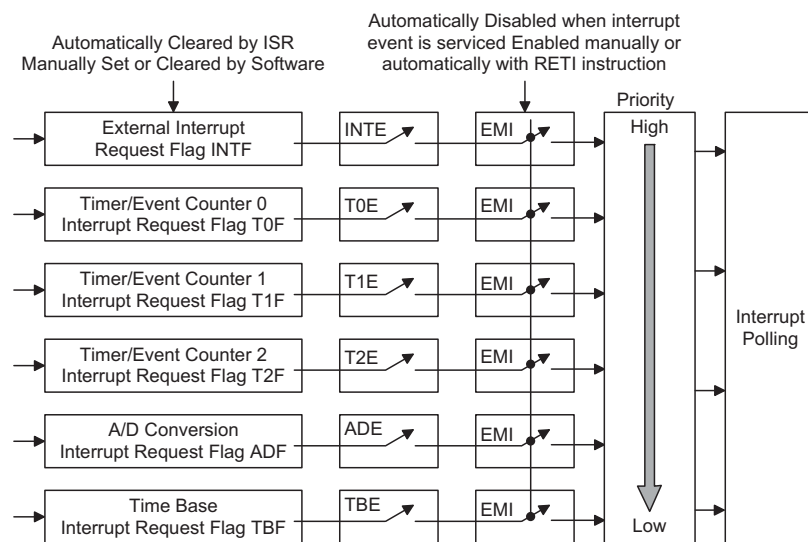 Automatically Cleared by ISR
Manually Set or Cleared by Software
Automatically Disabled when interrupt
event is serviced Enabled manually or
automatically with RETI instruction
Priority
High
External Interrupt
Request Flag INTF
INTE
EMI
Timer/Event Counter 0
Interrupt Request Flag T0F
T0E
EMI
Timer/Event Counter 1
Interrupt Request Flag T1F
T1E
EMI
Timer/Event Counter 2
Interrupt Request Flag T2F
T2E
EMI
A/D Conversion
Interrupt Request Flag ADF
ADE
EMI
Time Base
Interrupt Request Flag TBF
TBE
EMI
Low
Interrupt
Polling